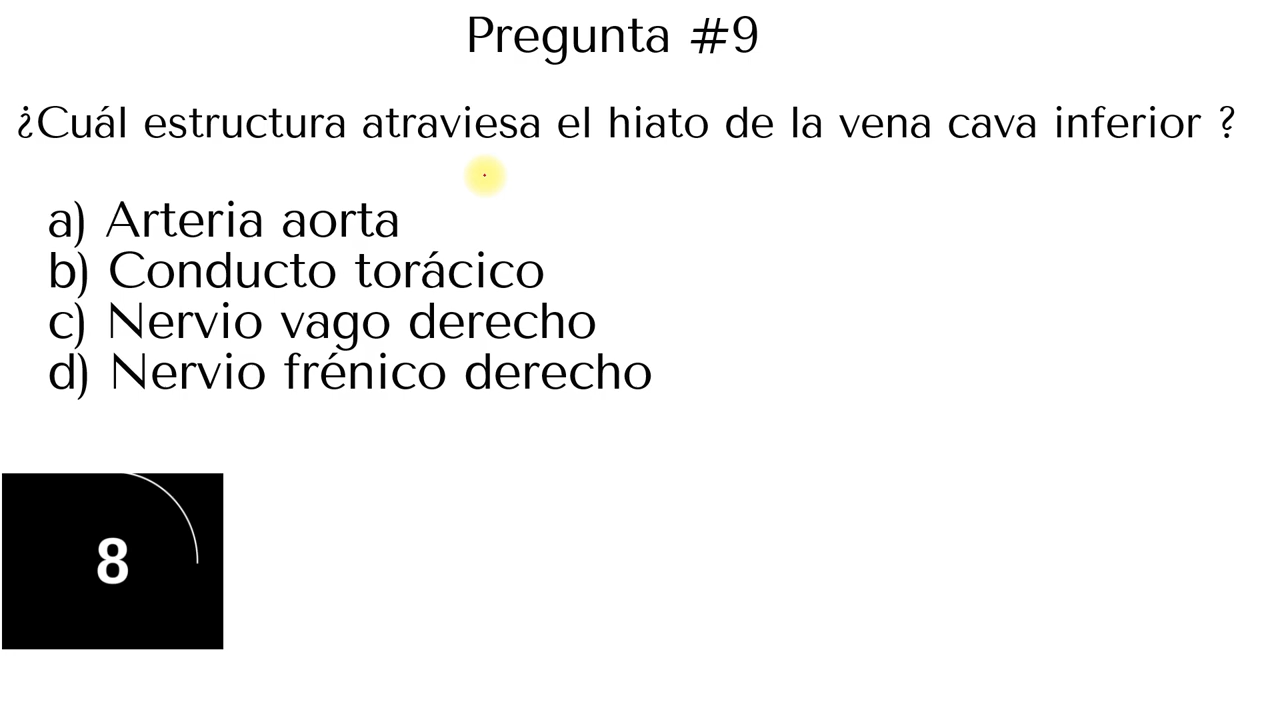 Pregunta #9
¿Cuál estructura atraviesa el hiato de la vena cava inferior ?
a) Arteria aorta
b) Conducto torácico
c) Nervio vago derecho
d) Nervio frénico derecho
8